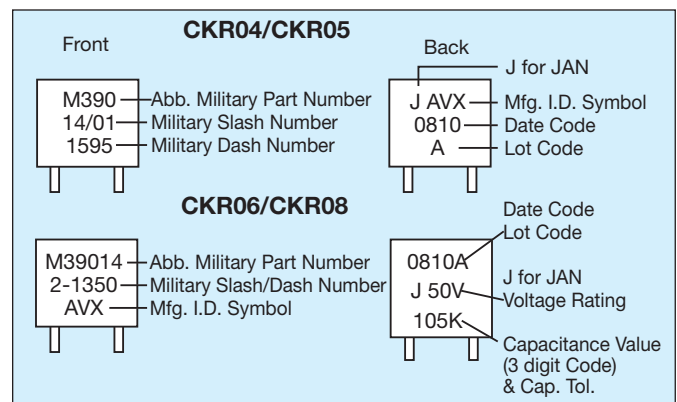 CKR04/CKR05
Front
M390
14/01
1595
Abb. Military Part Number
Military Slash Number
Military Dash Number
Back
J AVX
0810
A
J for JAN
Mfg. I.D. Symbol
Date Code
Lot Code
CKR06/CKR08
M39014
2-1350
AVX
Abb. Military Part Number
Military Slash/Dash Number
Mfg. I.D. Symbol
0810A
J 50V
105K
Date Code
Lot Code
J for JAN
Voltage Rating
Capacitance Value
(3 digit Code)
& Cap. Tol.